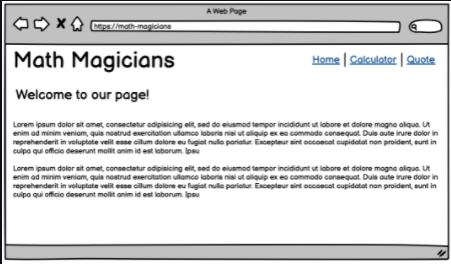 A Web Page
https://math-magicians
Math Magicians
Home | Calculator | Quote
Welcome to our page!
Lorem ipsum dolor sit amet, consectetur adipisicing elit, sed do eiusmod tempor incididunt ut labore et dolore magna aliqua. Ut
enim ad minim veniam, quis nostrud exercitation ullamco laboris nisi ut aliquip ex ea commodo consequat. Duis aute irure dolor in
reprehenderit in voluptate velit esse cillum dolore eu fugiat nulla pariatur. Excepteur sint occaecat cupidatat non proident, sunt in
culpa qui officia deserunt mollit anim id est laborum. Ipsu
Lorem ipsum dolor sit amet, consectetur adipisicing elit, sed do eiusmod tempor incididunt ut labore et dolore magna aliqua. Ut
enim ad minim veniam, quis nostrud exercitation ullamco laboris nisi ut aliquip ex ea commodo consequat. Duis aute irure dolor in
reprehenderit in voluptate velit esse cillum dolore eu fugiat nulla pariatur. Excepteur sint occaecat cupidatat non proident, sunt in
culpa qui officia deserunt mollit anim id est laborum. Ipsu